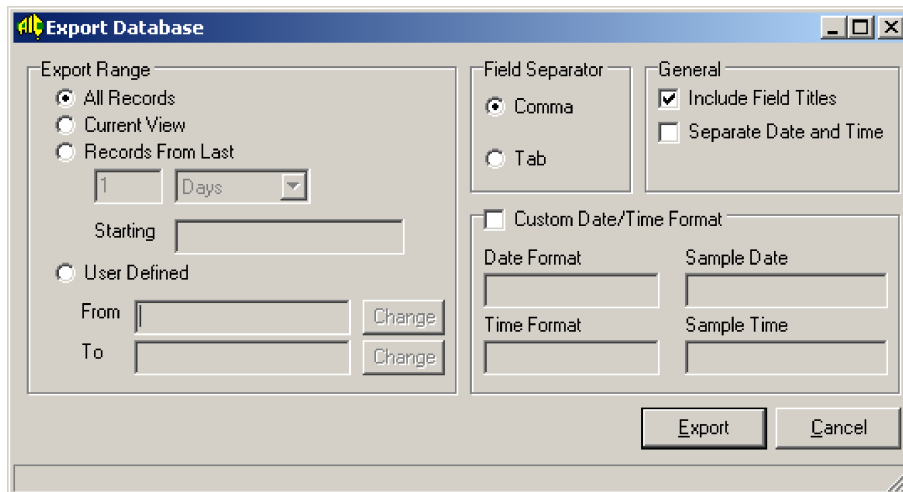 AIC Export Database
Export Range
All Records
Current View
Records From Last
1 Days
Starting
User Defined
From Change
To Change
Field Separator
Comma
Tab
General
Include Field Titles
Separate Date and Time
Custom Date/Time Format
Date Format Sample Date
Time Format Sample Time
Export Cancel